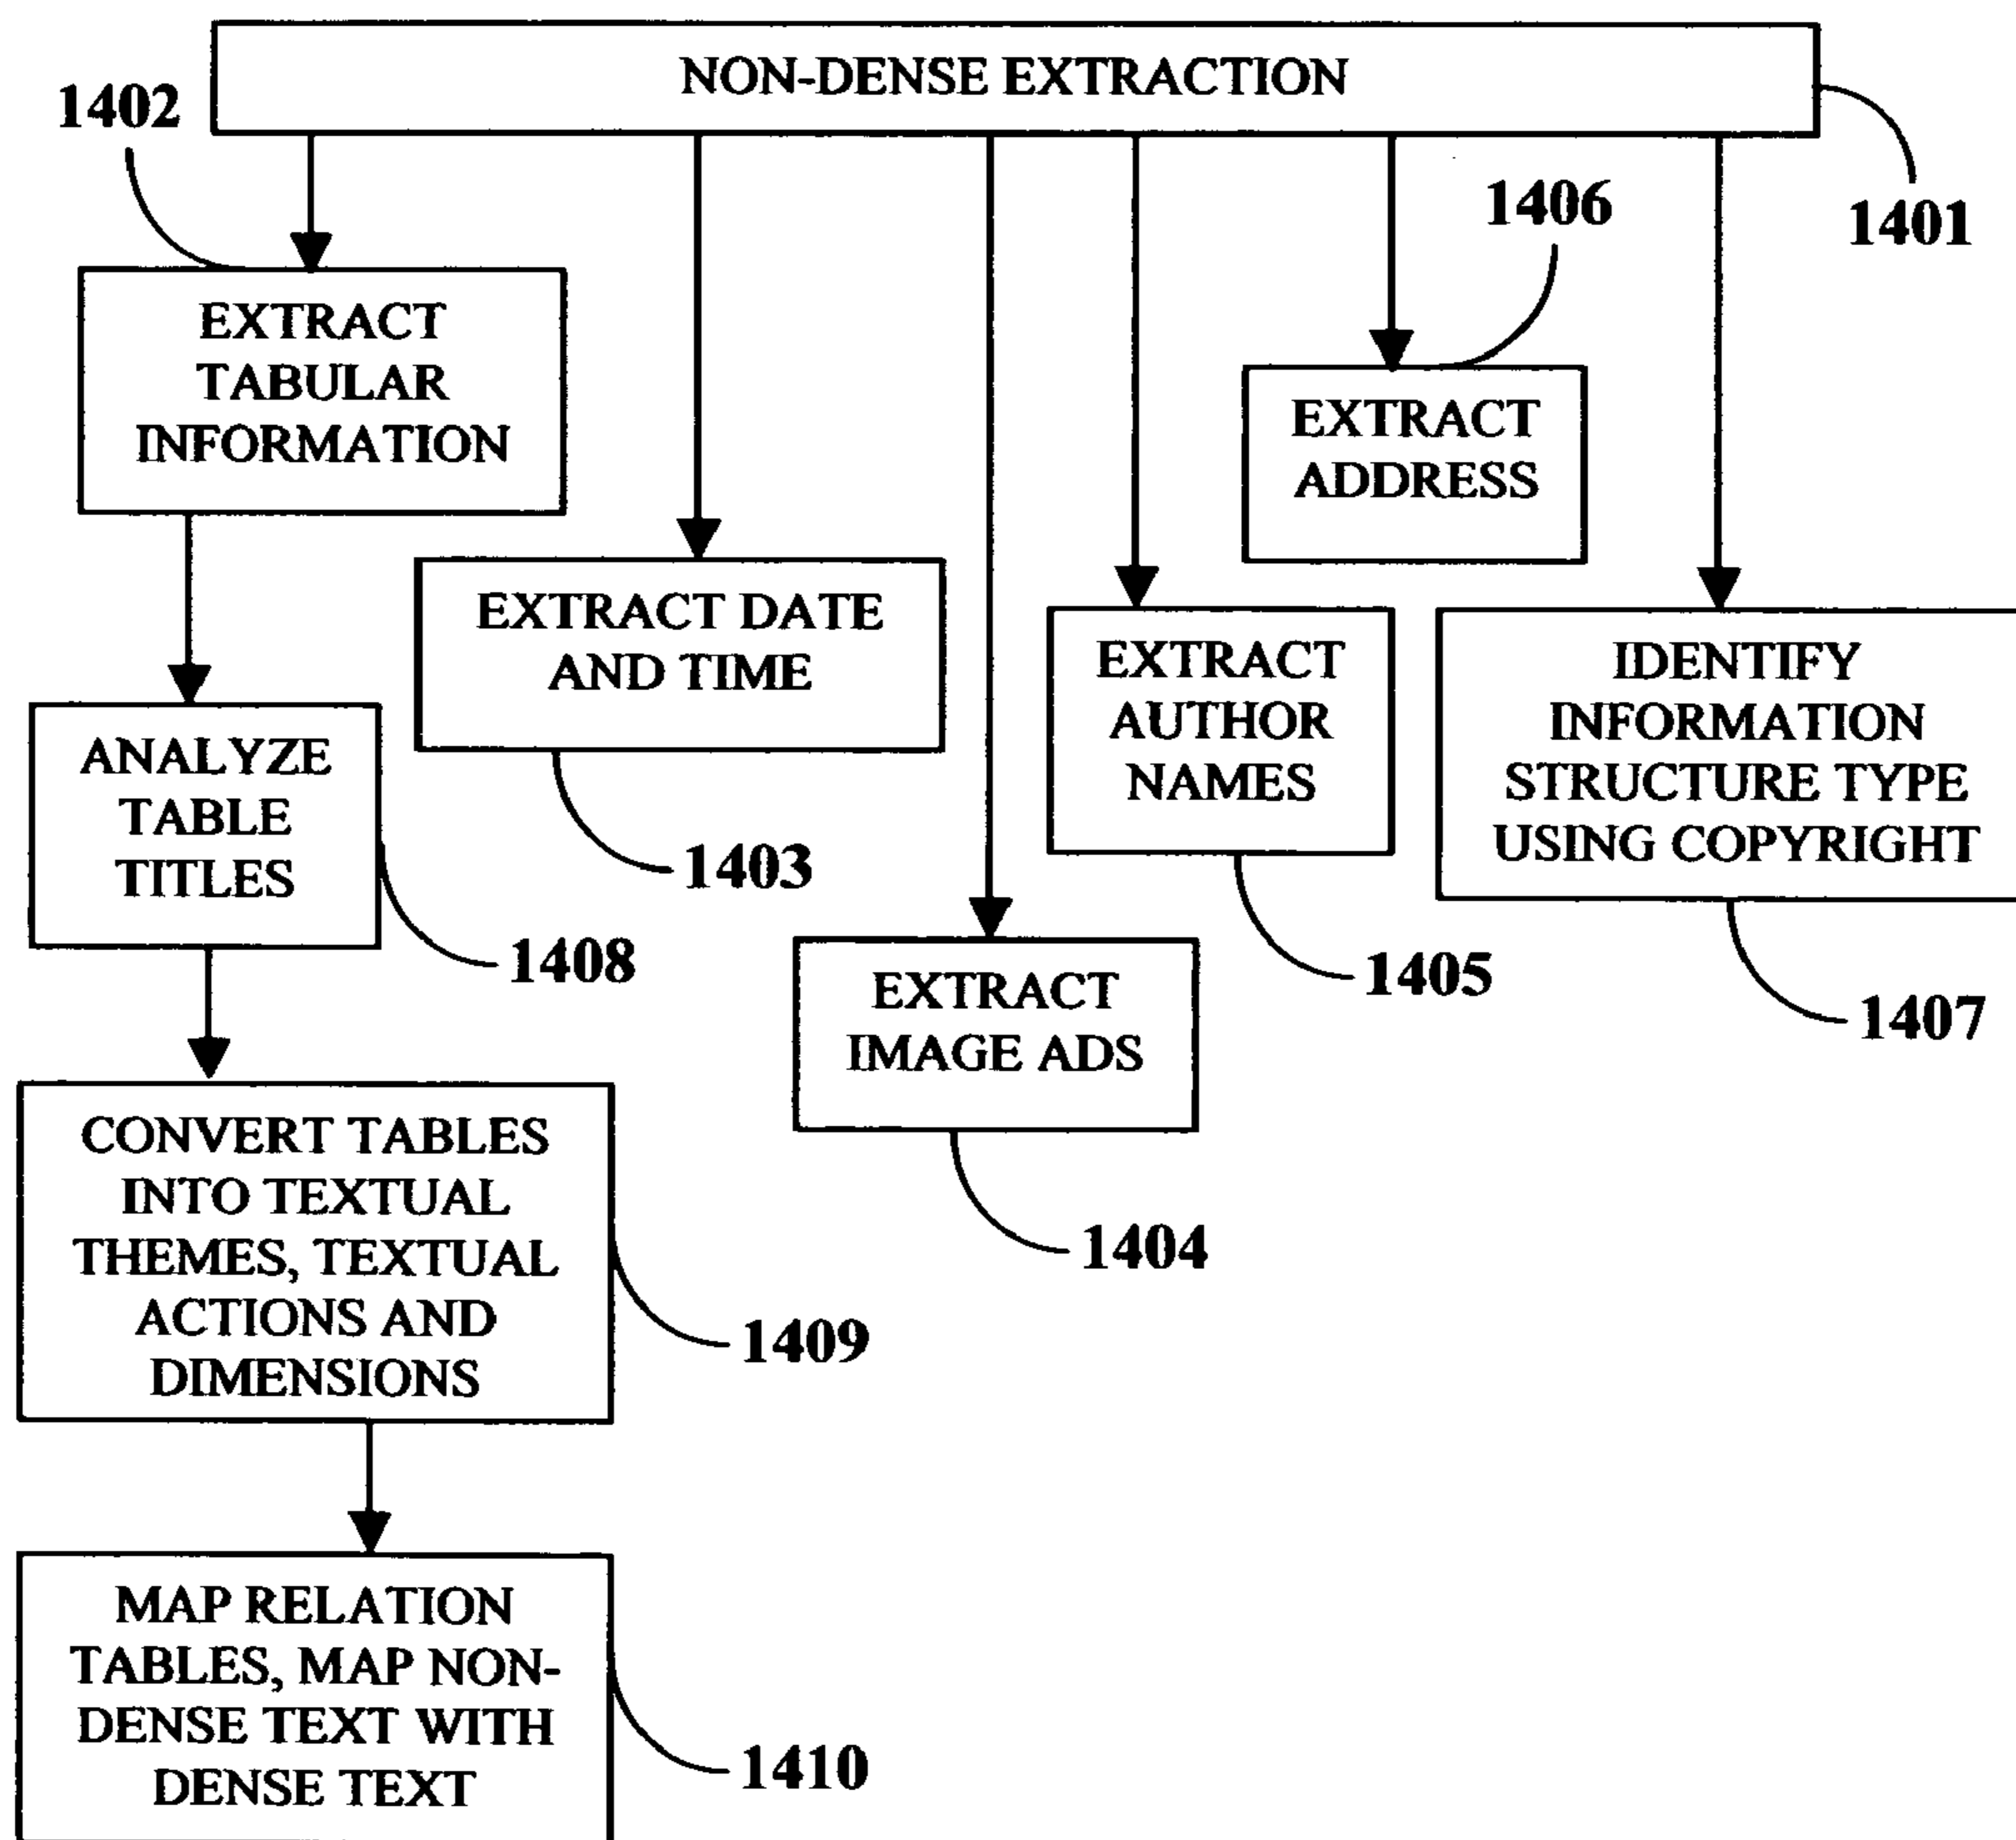 NON-DENSE EXTRACTION
1402
1401
1406
EXTRACT
TABULAR
INFORMATION
EXTRACT
ADDRESS
EXTRACT DATE
AND TIME
1403
EXTRACT
AUTHOR
NAMES
1405
IDENTIFY
INFORMATION
STRUCTURE TYPE
USING COPYRIGHT
1407
ANALYZE
TABLE
TITLES
1408
EXTRACT
IMAGE ADS
1404
CONVERT TABLES
INTO TEXTUAL
THEMES, TEXTUAL
ACTIONS AND
DIMENSIONS
1409
MAP RELATION
TABLES, MAP NON-
DENSE TEXT WITH
DENSE TEXT
1410